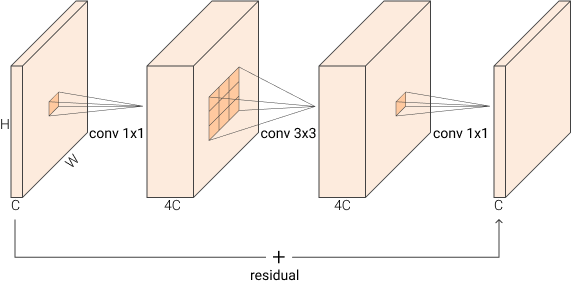 H
W
C
conv 1x1
4C
conv 3x3
4C
conv 1x1
C
+
residual